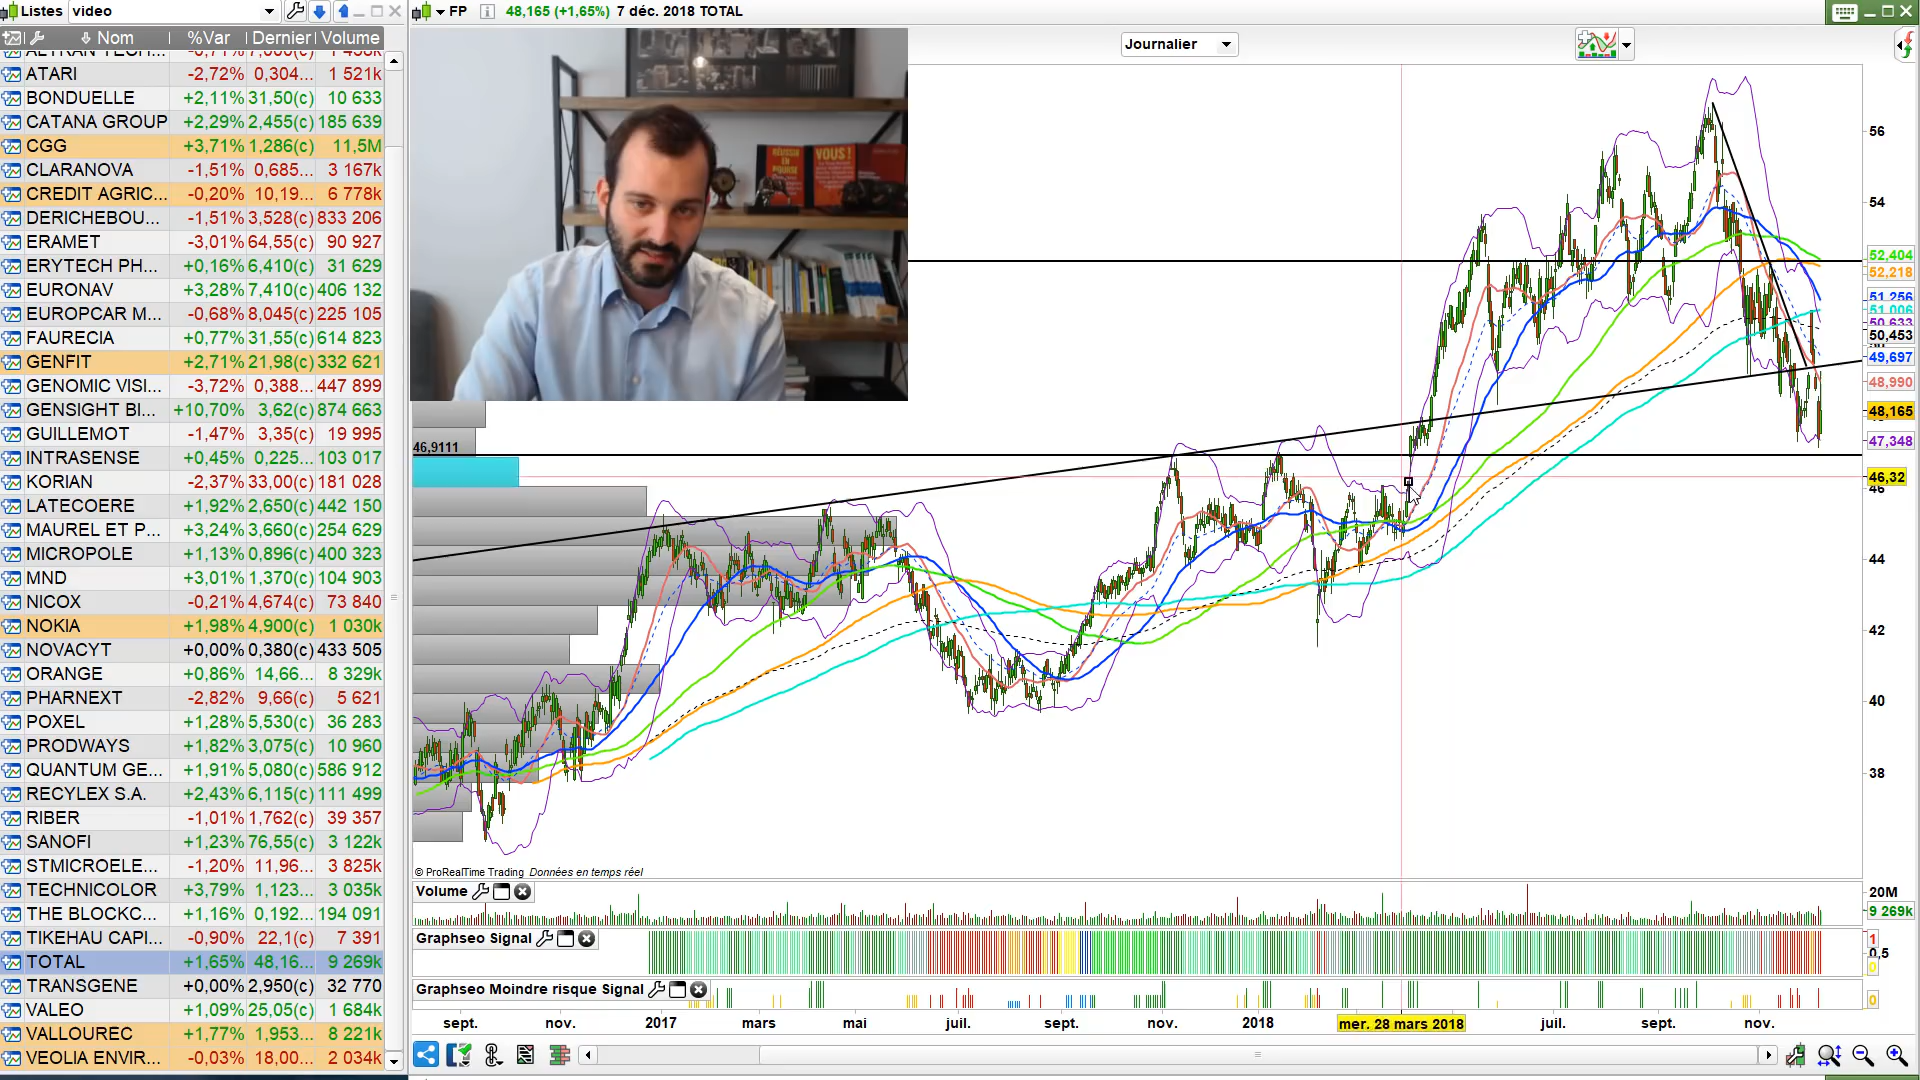 Listes video
FP 48,165 (+1,65%) 7 déc. 2018 TOTAL
Nom %Var Dernier Volume
ATARI -2,72% 0,304... 1 521k
BONDUELLE +2,11% 31,50(c) 10 633
CATANA GROUP +2,29% 2,455(c) 185 639
CGG +3,71% 1,286(c) 11,5M
CLARANOVA -1,51% 0,685... 3 167k
CREDIT AGRIC... -0,20% 10,19... 6 778k
DERICHEBOU... -1,51% 3,528(c) 833 206
ERAMET -3,01% 64,55(c) 90 927
ERYTECH PH... +0,16% 6,410(c) 31 629
EURONAV +3,28% 7,410(c) 406 132
EUROPCAR M... -0,68% 8,045(c) 225 105
FAURECIA +0,77% 31,55(c) 614 823
GENFIT +2,71% 21,98(c) 332 621
GENOMIC VISI... -3,72% 0,388... 447 899
GENSIGHT BI... +10,70% 3,62(c) 874 663
GUILLEMOT -1,47% 3,35(c) 19 995
INTRASENSE +0,45% 0,225... 103 017
KORIAN -2,37% 33,00(c) 181 028
LATECOERE +1,92% 2,650(c) 442 150
MAUREL ET P... +3,24% 3,660(c) 254 629
MICROPOLE +1,13% 0,896(c) 400 323
MND +3,01% 1,370(c) 104 903
NICOX -0,21% 4,674(c) 73 840
NOKIA +1,98% 4,900(c) 1 030k
NOVACYT +0,00% 0,380(c) 433 505
ORANGE +0,86% 14,66... 8 329k
PHARNEXT -2,82% 9,66(c) 5 621
POXEL +1,28% 5,530(c) 36 283
PRODWAYS +1,82% 3,075(c) 10 960
QUANTUM GE... +1,91% 5,080(c) 586 912
RECYLEX S.A. +2,43% 6,115(c) 111 499
RIBER -1,01% 1,762(c) 39 357
SANOFI +1,23% 76,55(c) 3 122k
STMICROELE... -1,20% 11,96... 3 825k
TECHNICOLOR +3,79% 1,123... 3 035k
THE BLOCKC... +1,16% 0,192... 194 091
TIKEHAU CAPI... -0,90% 22,1(c) 7 391
TOTAL +1,65% 48,16... 9 269k
TRANSGENE +0,00% 2,950(c) 32 770
VALEO +1,09% 25,05(c) 1 684k
VALLOUREC +1,77% 1,953... 8 221k
VEOLIA ENVIR... -0,03% 18,00... 2 034k
Journalier
RÉUSSIR EN BOURSE
VOUS !
56
54
52,404
52,218
51,256
51,006
50,633
50,453
49,697
48,990
48,165
47,348
46,9111
46,32
46
44
42
40
38
© ProRealTime Trading Données en temps réel
Volume
20M
9 269k
Graphseo Signal
1
0,5
0
Graphseo Moindre risque Signal
0
sept. nov. 2017 mars mai juil. sept. nov. 2018 mer. 28 mars 2018 juil. sept. nov.